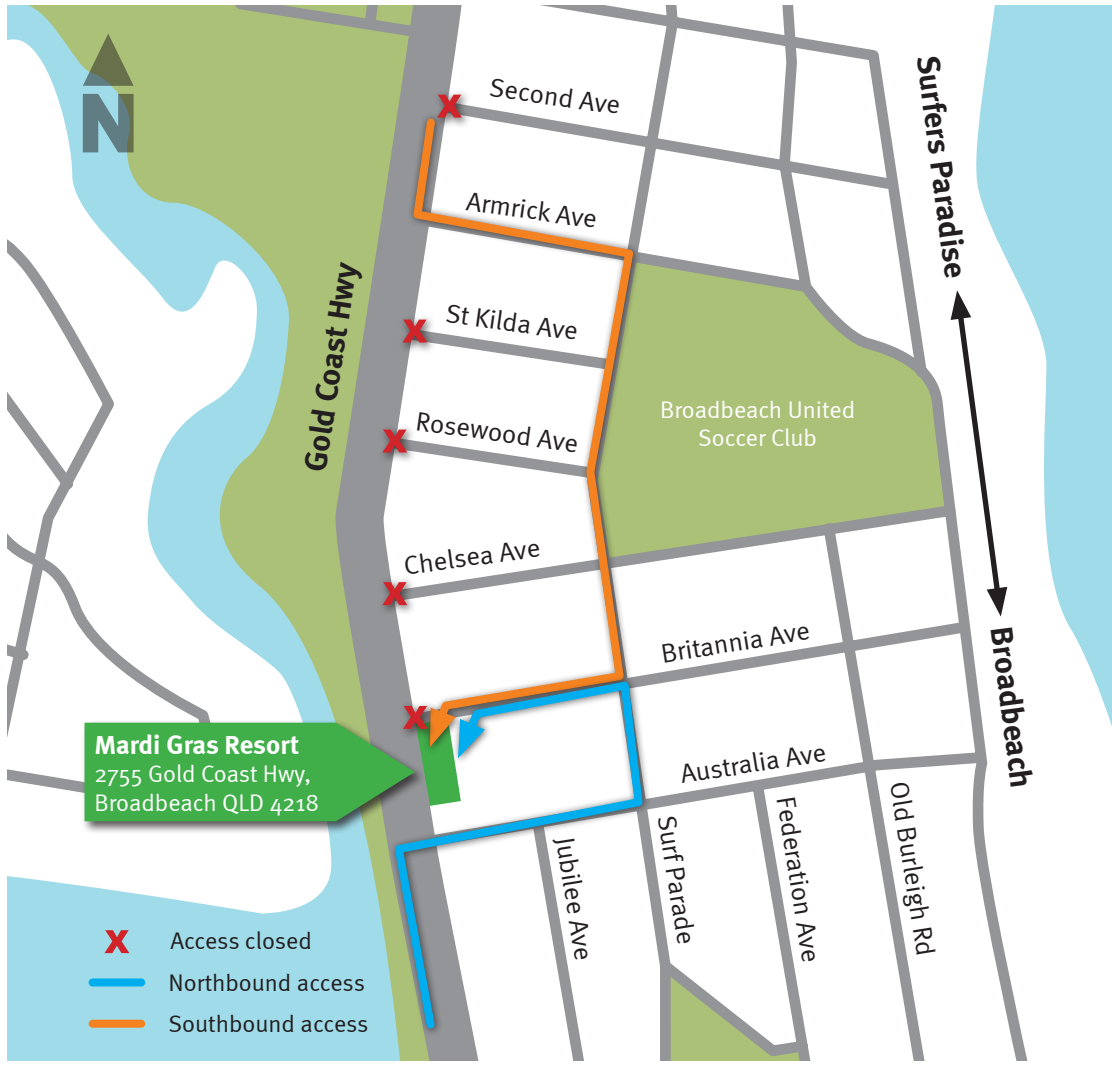 N
Second Ave
Surfers Paradise
Armrick Ave
Gold Coast Hwy
St Kilda Ave
Rosewood Ave
Broadbeach United
Soccer Club
Chelsea Ave
Britannia Ave
Broadbeach
Mardi Gras Resort
2755 Gold Coast Hwy,
Broadbeach QLD 4218
Australia Ave
Jubilee Ave
Surf Parade
Federation Ave
Old Burleigh Rd
X Access closed
Northbound access
Southbound access